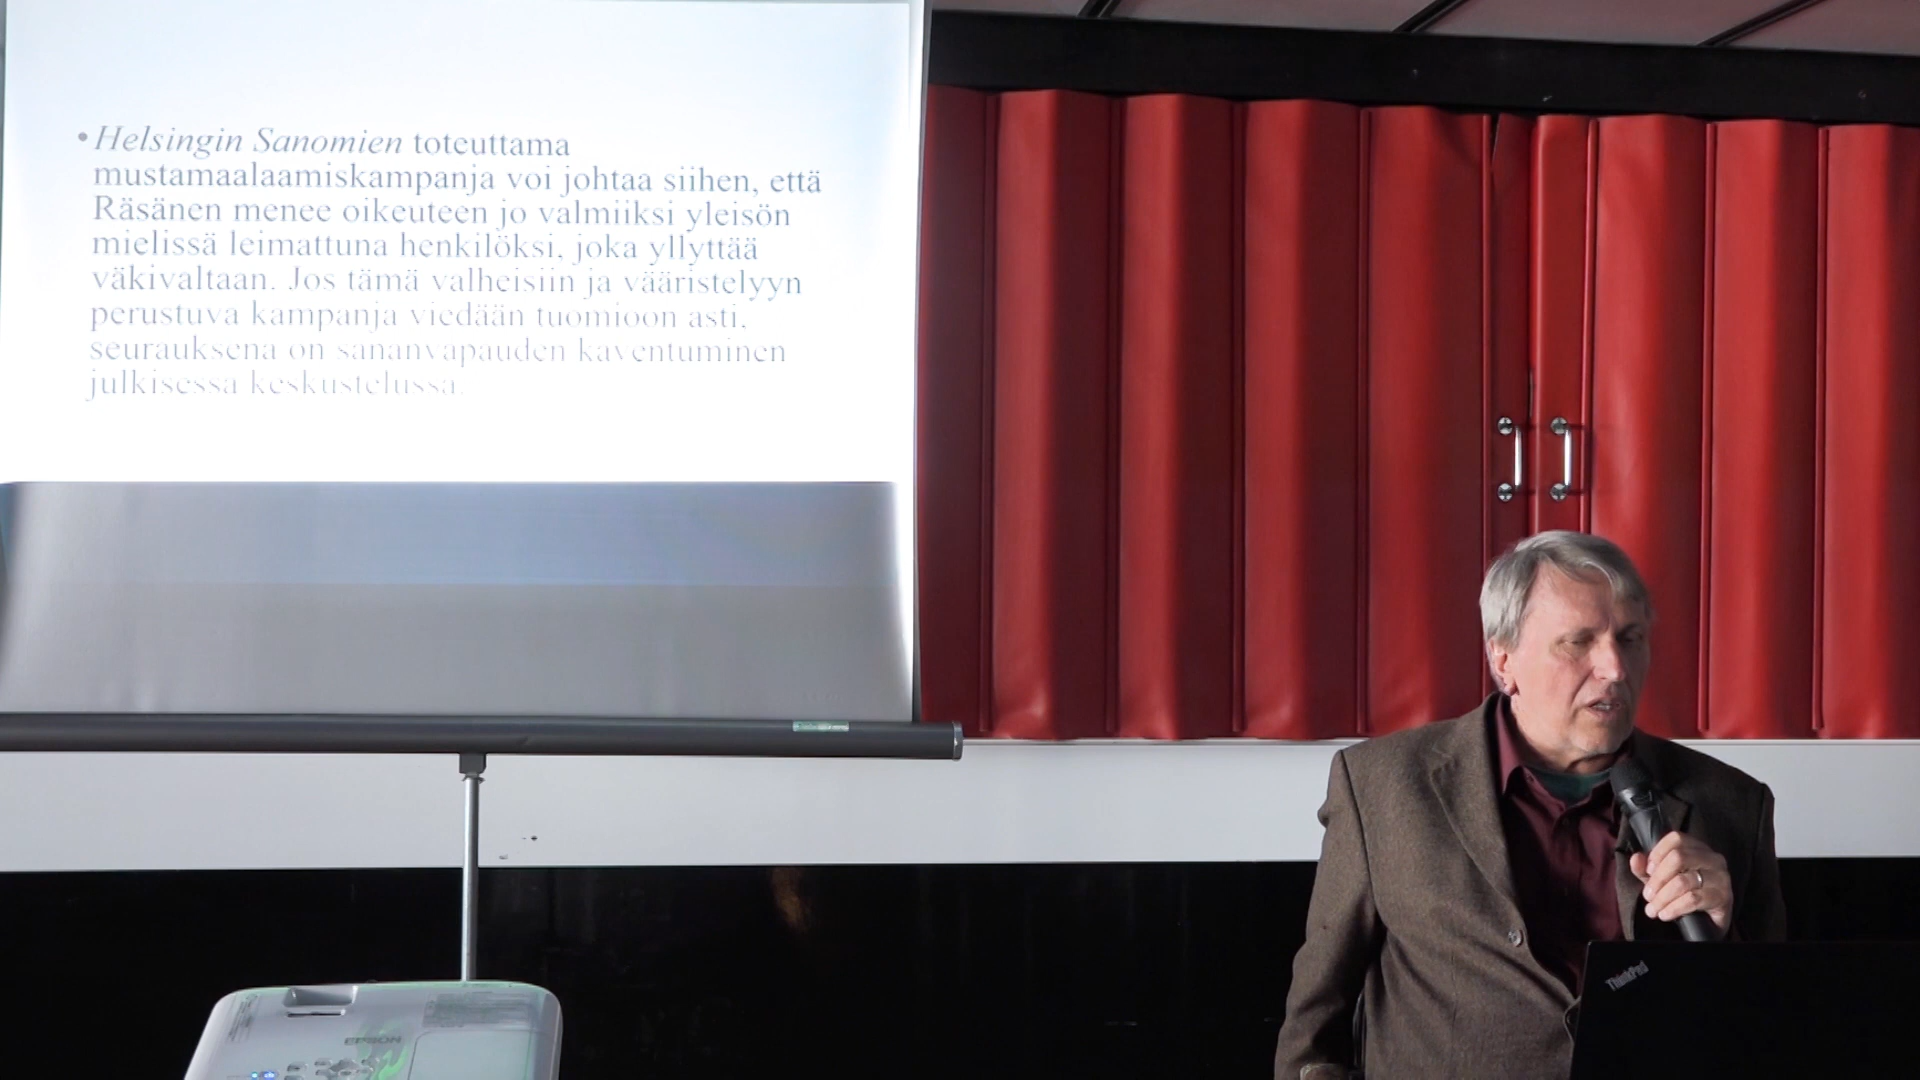 •Helsingin Sanomien toteuttama
mustamaalaamiskampanja voi johtaa siihen, että
Räsänen menee oikeuteen jo valmiiksi yleisön
mielissä leimattuna henkilöksi, joka yllyttää
väkivaltaan. Jos tämä valheisiin ja vääristelyyn
perustuva kampanja viedään tuomioon asti,
seurauksena on sananvapauden kaventuminen
julkisessa keskustelussa.
ThinkPad
EPSON